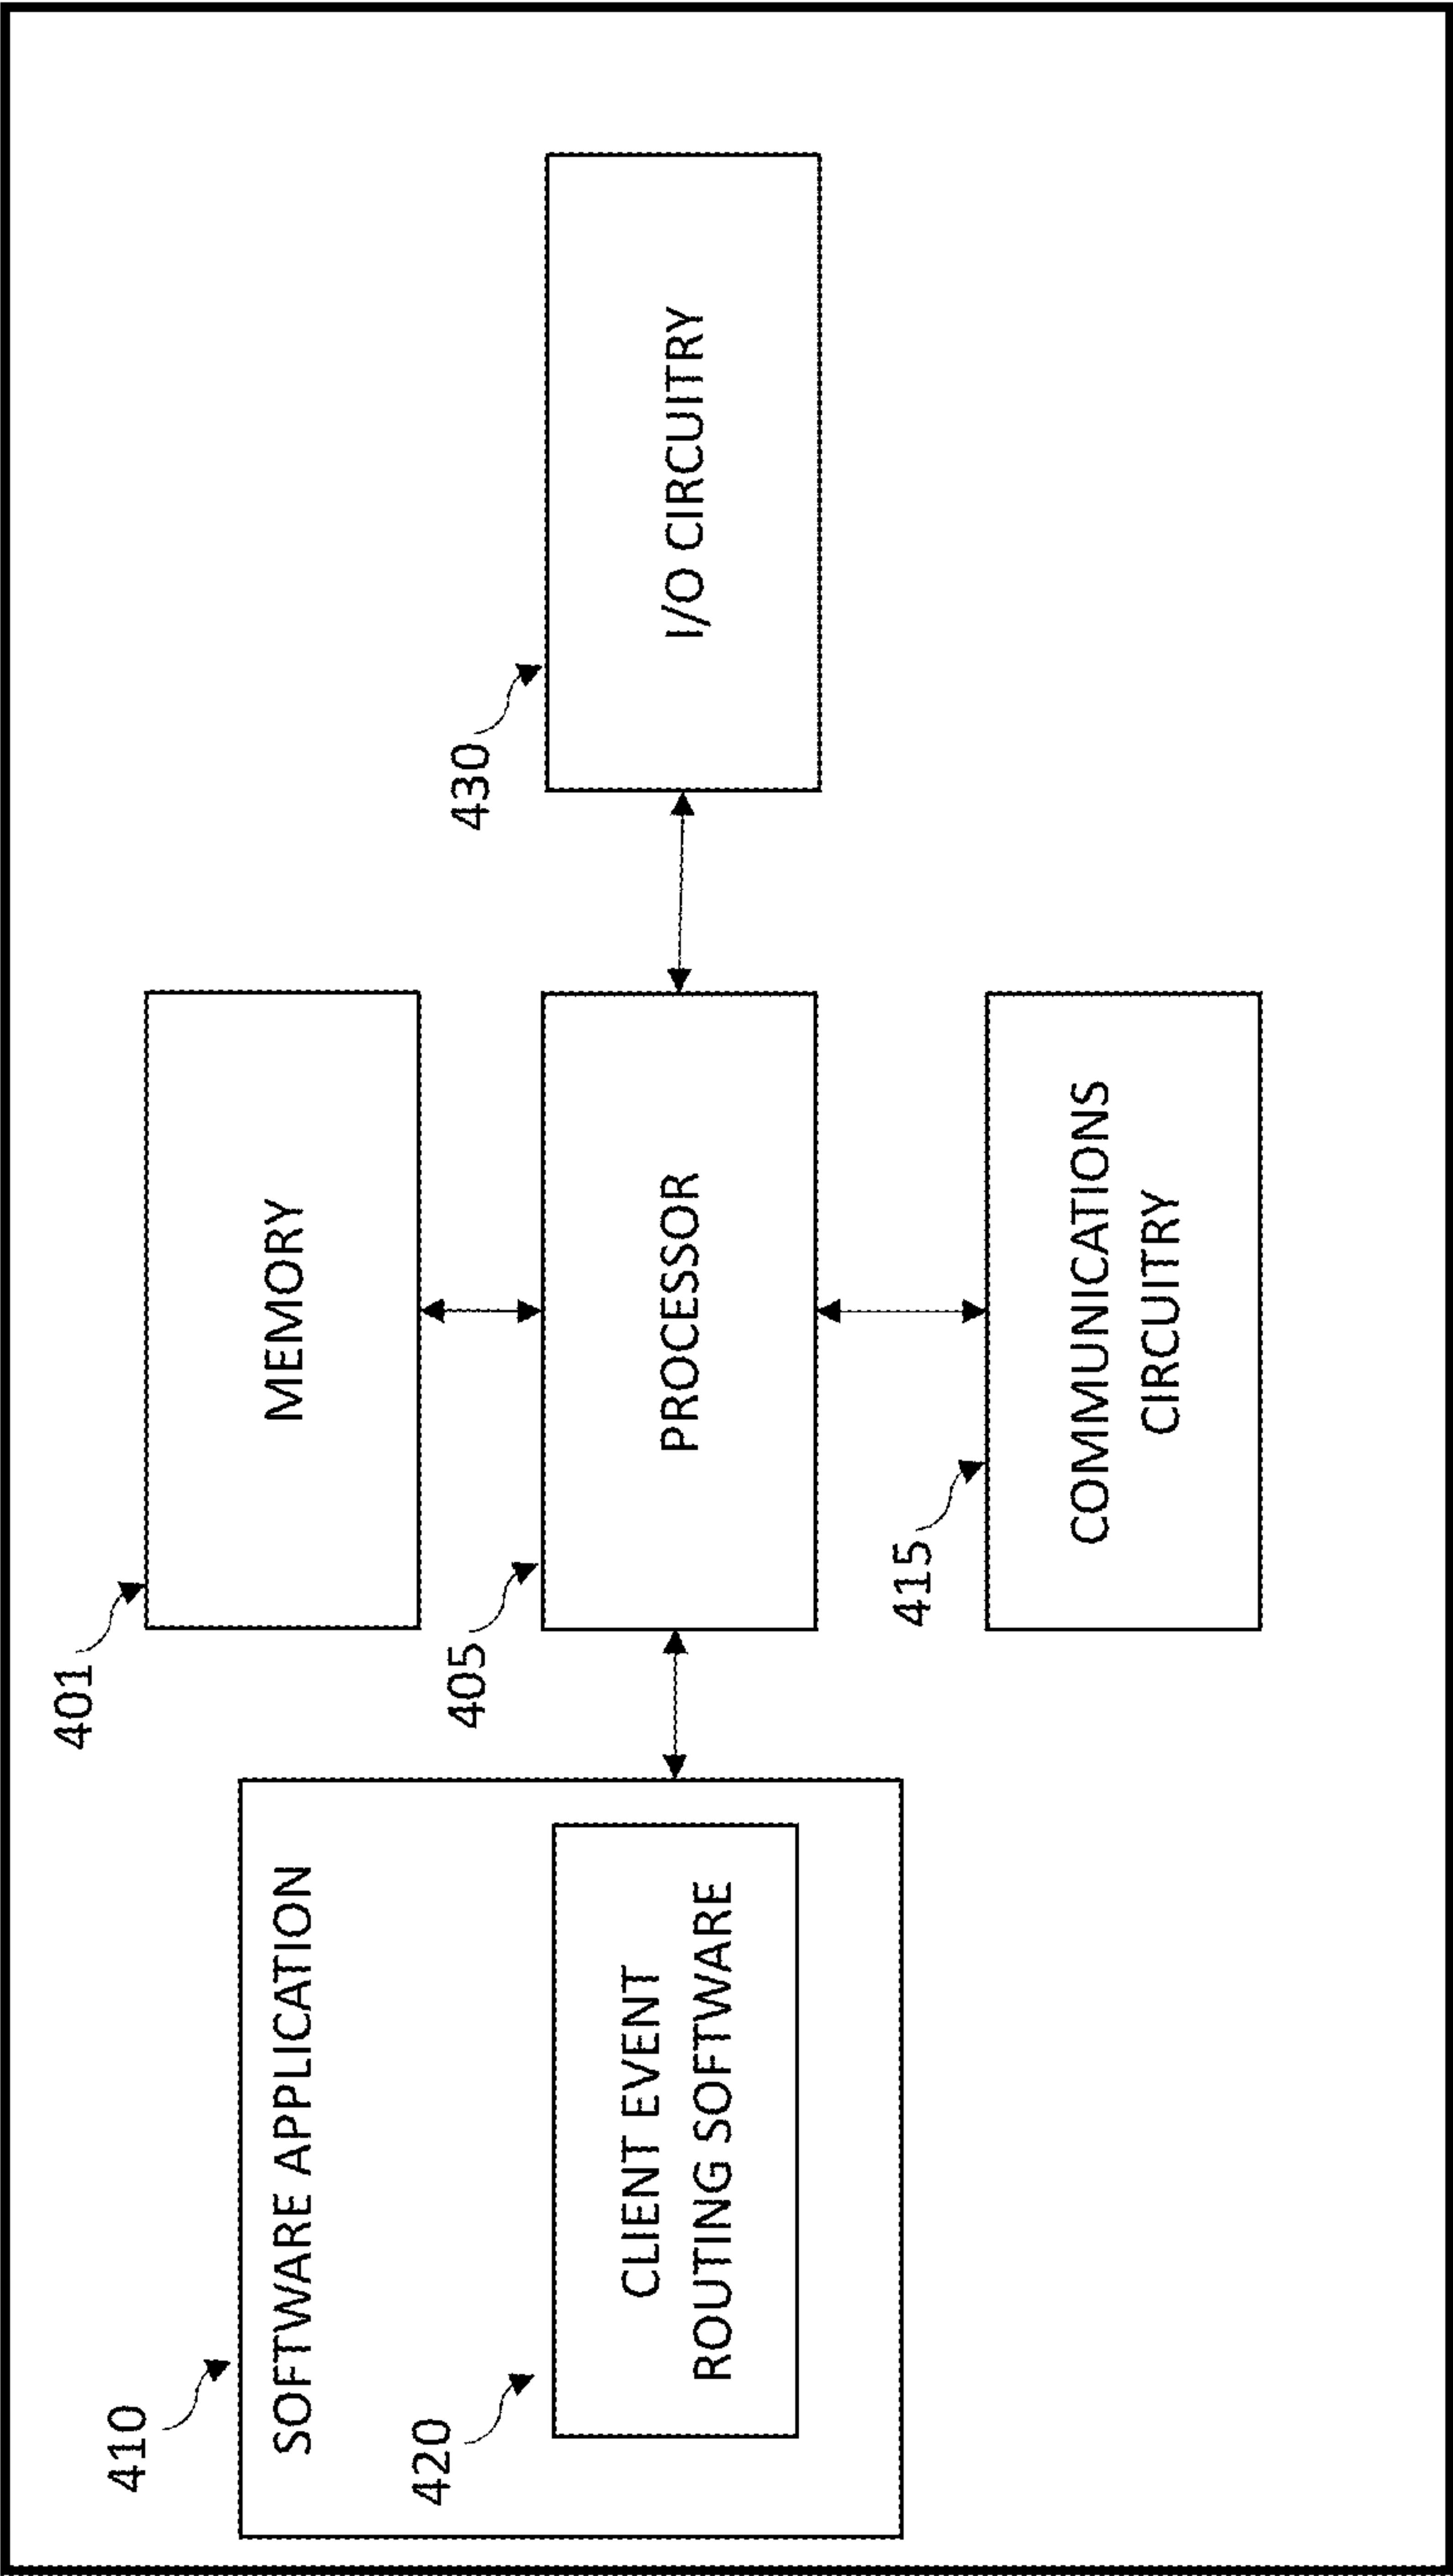 401
MEMORY
410
SOFTWARE APPLICATION
420
CLIENT EVENT
ROUTING SOFTWARE
405
PROCESSOR
430
I/O CIRCUITRY
415
COMMUNICATIONS
CIRCUITRY